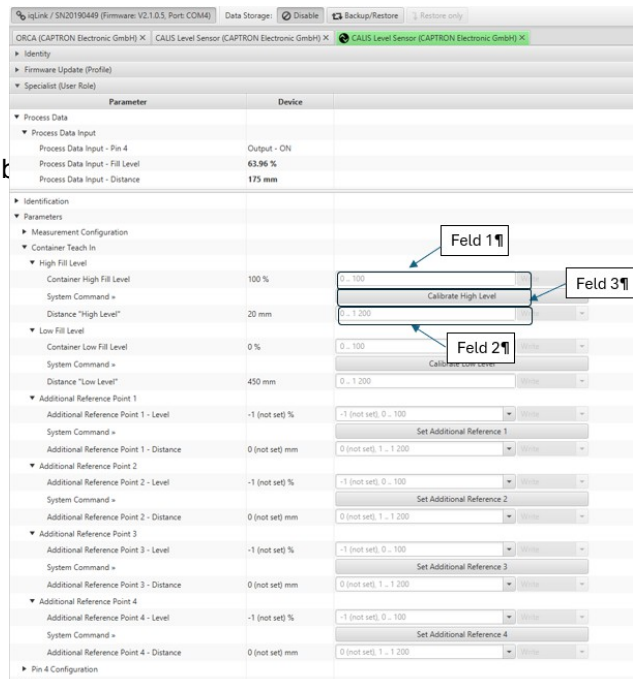 iqLink / SN20190449 (Firmware: V2.1.0.5, Port: COM4) Data Storage: Disable Backup/Restore Restore only
ORCA (CAPTRON Electronic GmbH) × CALIS Level Sensor (CAPTRON Electronic GmbH) × CALIS Level Sensor (CAPTRON Electronic GmbH) ×
Identity
Firmware Update (Profile)
Specialist (User Role)
Parameter Device
Process Data
Process Data Input
Process Data Input - Pin 4 Output - ON
Process Data Input - Fill Level 63.96 %
Process Data Input - Distance 175 mm
Identification
Parameters
Measurement Configuration
Container Teach In
Feld 1¶
High Fill Level
Container High Fill Level 100 % 0 .. 100 Write
Feld 3¶
System Command » Calibrate High Level
Distance "High Level" 20 mm 0 .. 1 200 Write
Low Fill Level
Feld 2¶
Container Low Fill Level 0 % 0 .. 100 Write
System Command » Calibrate Low Level
Distance "Low Level" 450 mm 0 .. 1 200 Write
Additional Reference Point 1
Additional Reference Point 1 - Level -1 (not set) % -1 (not set), 0 .. 100 Write
System Command » Set Additional Reference 1
Additional Reference Point 1 - Distance 0 (not set) mm 0 (not set), 1 .. 1 200 Write
Additional Reference Point 2
Additional Reference Point 2 - Level -1 (not set) % -1 (not set), 0 .. 100 Write
System Command » Set Additional Reference 2
Additional Reference Point 2 - Distance 0 (not set) mm 0 (not set), 1 .. 1 200 Write
Additional Reference Point 3
Additional Reference Point 3 - Level -1 (not set) % -1 (not set), 0 .. 100 Write
System Command » Set Additional Reference 3
Additional Reference Point 3 - Distance 0 (not set) mm 0 (not set), 1 .. 1 200 Write
Additional Reference Point 4
Additional Reference Point 4 - Level -1 (not set) % -1 (not set), 0 .. 100 Write
System Command » Set Additional Reference 4
Additional Reference Point 4 - Distance 0 (not set) mm 0 (not set), 1 .. 1 200 Write
Pin 4 Configuration